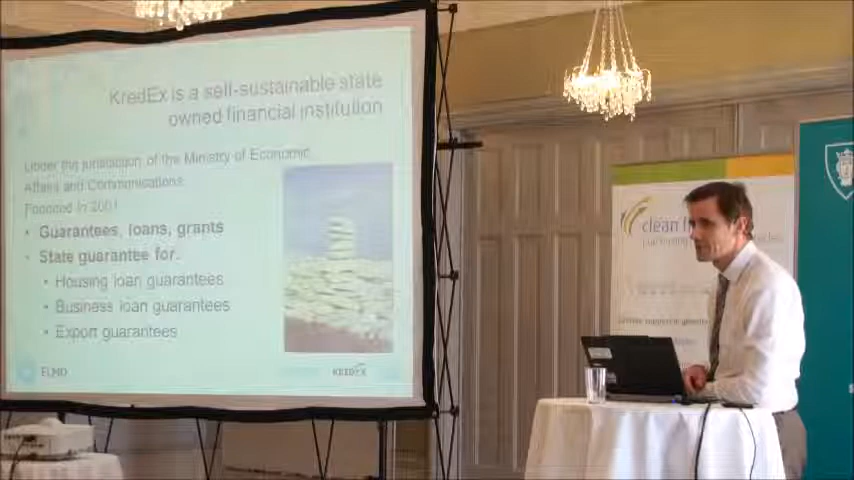 KredEx is a self-sustainable state
owned financial institution
Under the jurisdiction of the Ministry of Economic
Affairs and Communications
Founded in 2001
• Guarantees, loans, grants
• State guarantee for:
• Housing loan guarantees
• Business loan guarantees
• Export guarantees
KREDEX
clean